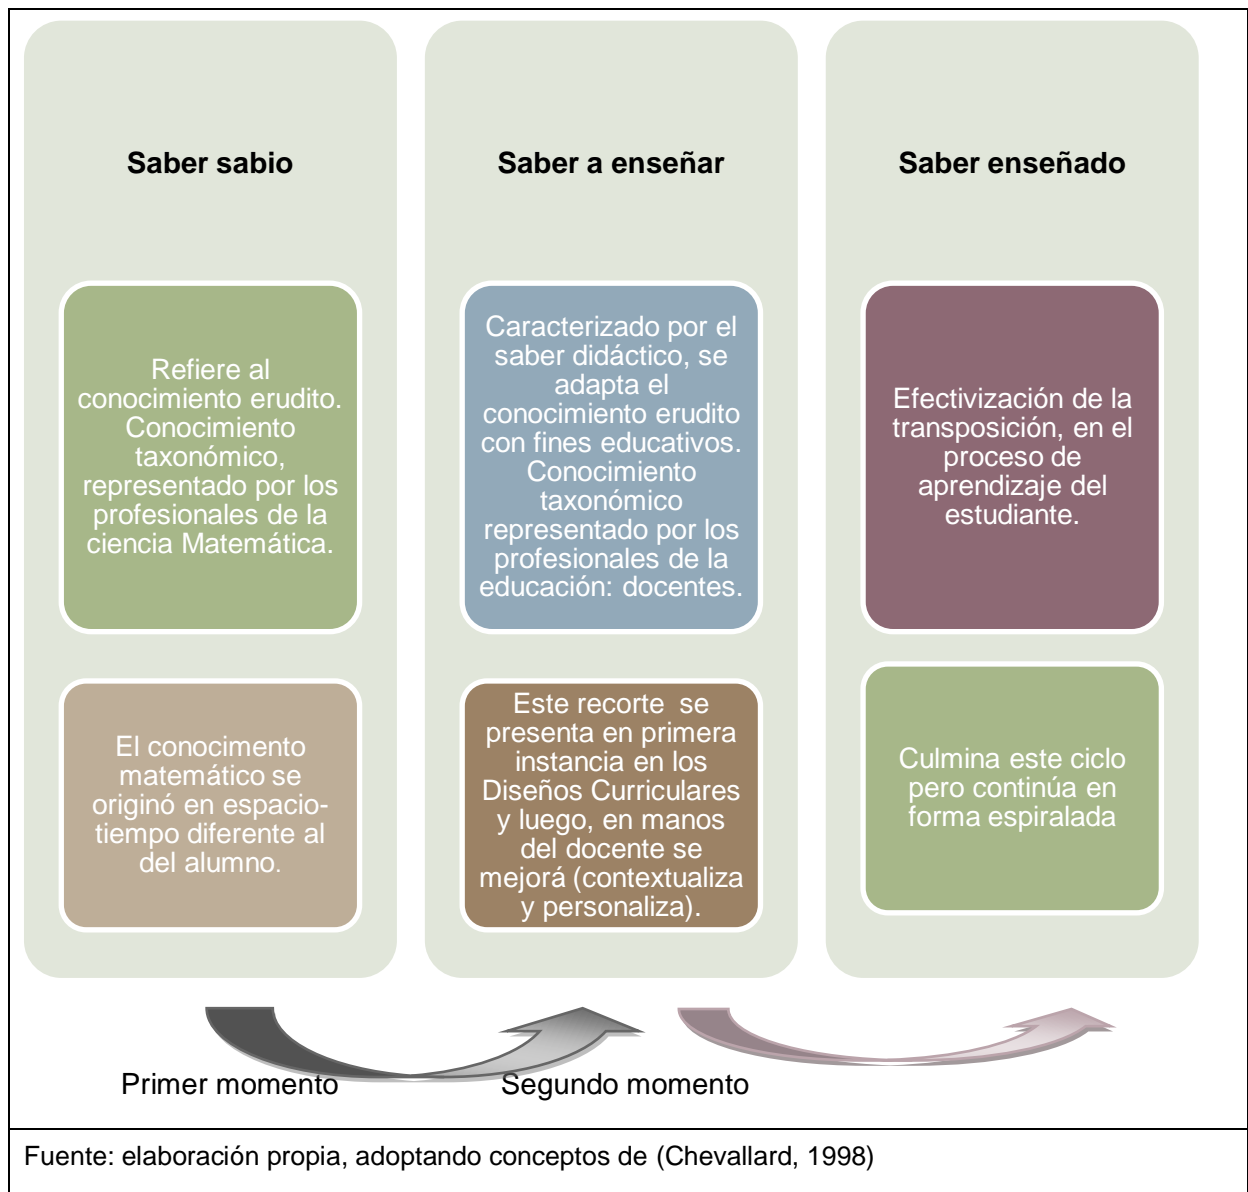 Saber sabio
Refiere al
conocimiento erudito.
Conocimiento
taxonómico,
representado por los
profesionales de la
ciencia Matemática.
El conocimento
matemático se
originó en espacio-
tiempo diferente al
del alumno.
Saber a enseñar
Caracterizado por el
saber didáctico, se
adapta el
conocimiento erudito
con fines educativos.
Conocimiento
taxonómico
representado por los
profesionales de la
educación: docentes.
Este recorte se
presenta en primera
instancia en los
Diseños Curriculares
y luego, en manos
del docente se
mejorá (contextualiza
y personaliza).
Saber enseñado
Efectivización de la
transposición, en el
proceso de
aprendizaje del
estudiante.
Culmina este ciclo
pero continúa en
forma espiralada
Primer momento
Segundo momento
Fuente: elaboración propia, adoptando conceptos de (Chevallard, 1998)